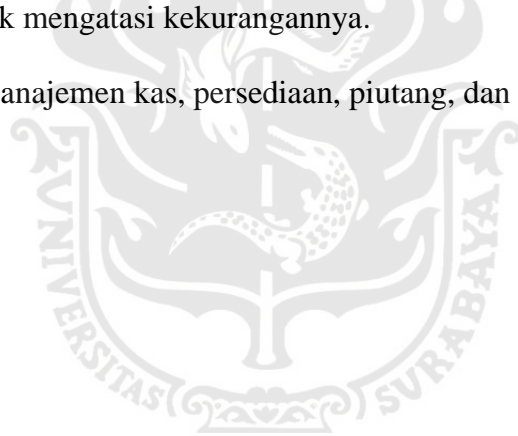 k mengatasi kekurangannya.
anajemen kas, persediaan, piutang, dan
UNIVERSITAS SURABAYA